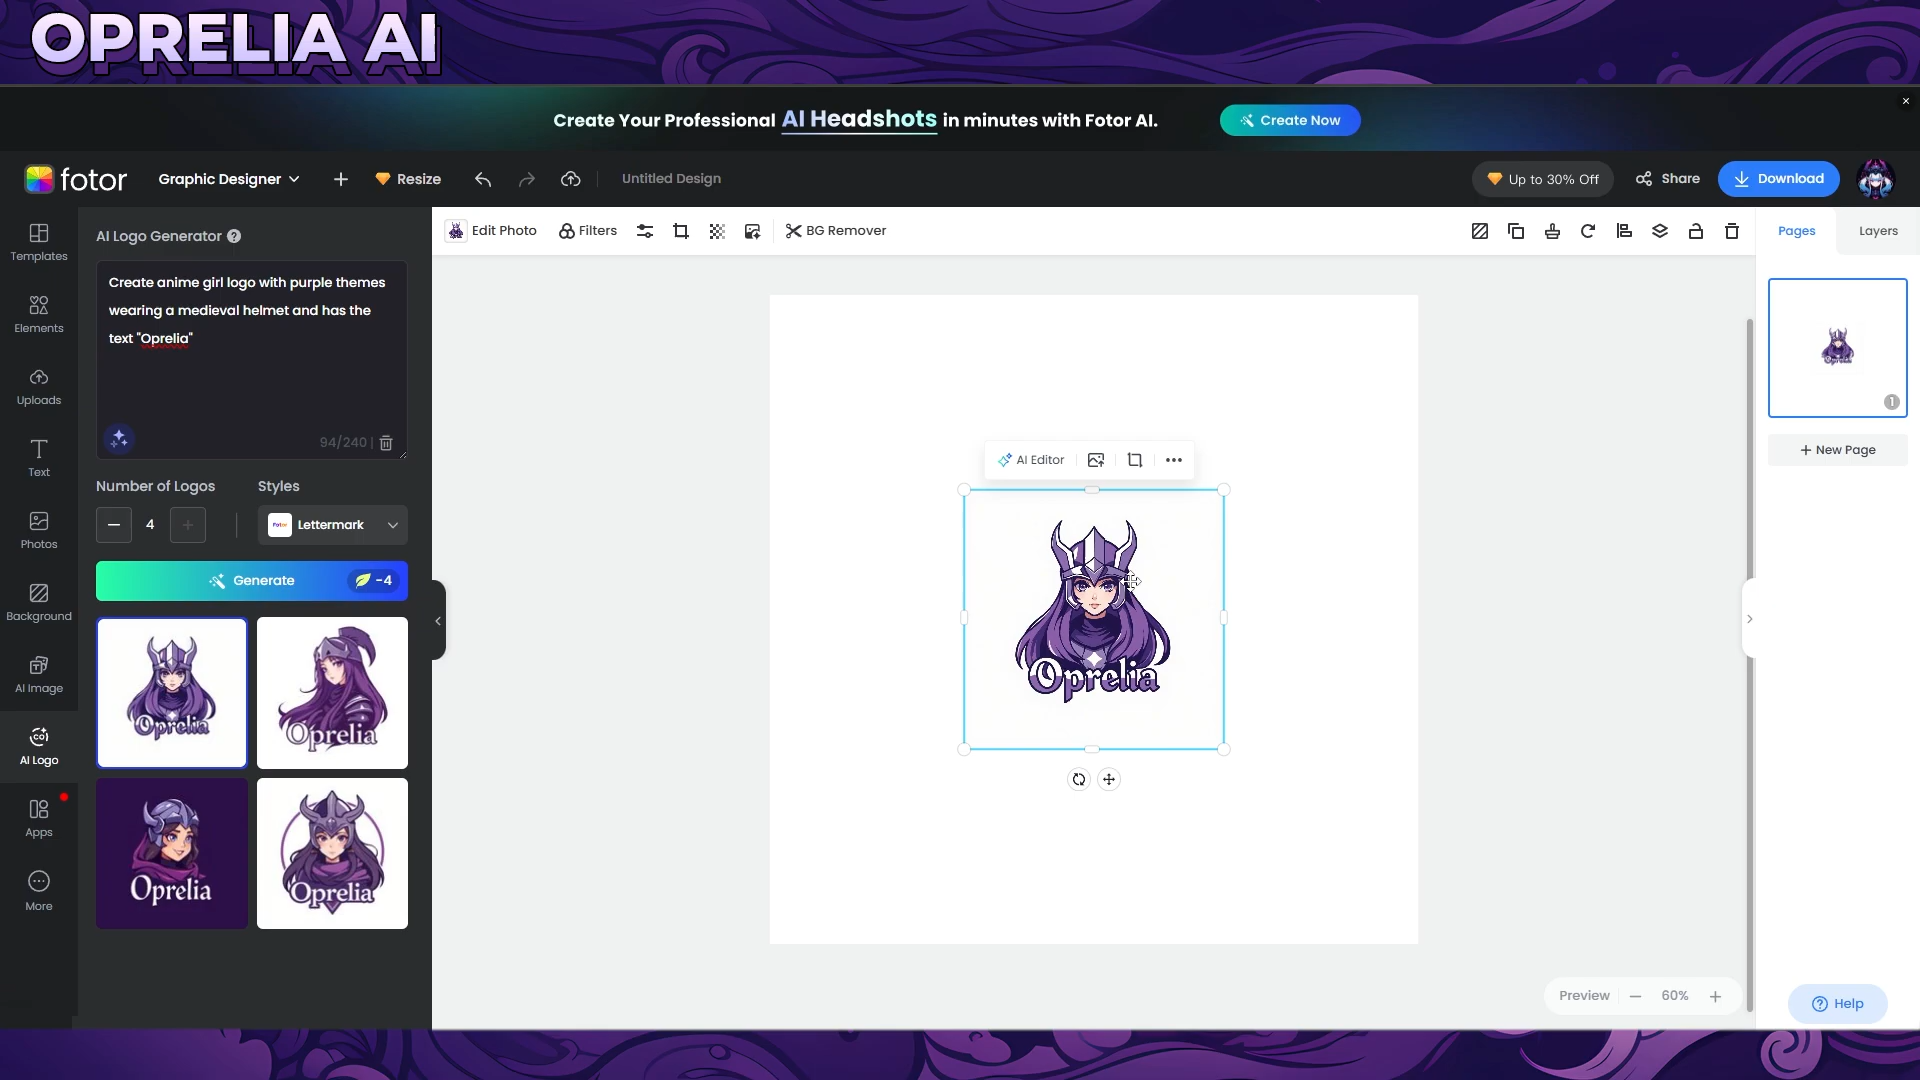 OPRELIA AI
Create Your Professional AI Headshots in minutes with Fotor AI.
Create Now
fotor
Graphic Designer
Resize
Untitled Design
Up to 30% Off
Share
Download
Templates
Elements
Uploads
Text
Photos
Background
AI Image
AI Logo
Apps
More
AI Logo Generator ?
Create anime girl logo with purple themes
wearing a medieval helmet and has the
text "Oprelia"
94/240
Number of Logos
Styles
4
Lettermark
Generate
-4
Oprelia
Oprelia
Oprelia
Oprelia
Edit Photo
Filters
BG Remover
AI Editor
Oprelia
Preview
60%
Pages
Layers
Oprelia
1
+ New Page
Help